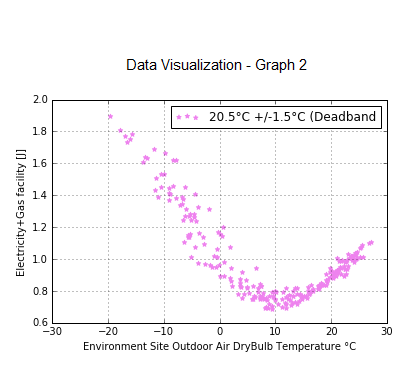 Data Visualization - Graph 2
20.5°C +/-1.5°C (Deadband
2.0
1.8
1.6
1.4
1.2
1.0
0.8
0.6
Electricity+Gas facility [J]
−30 −20 −10 0 10 20 30
Environment Site Outdoor Air DryBulb Temperature °C